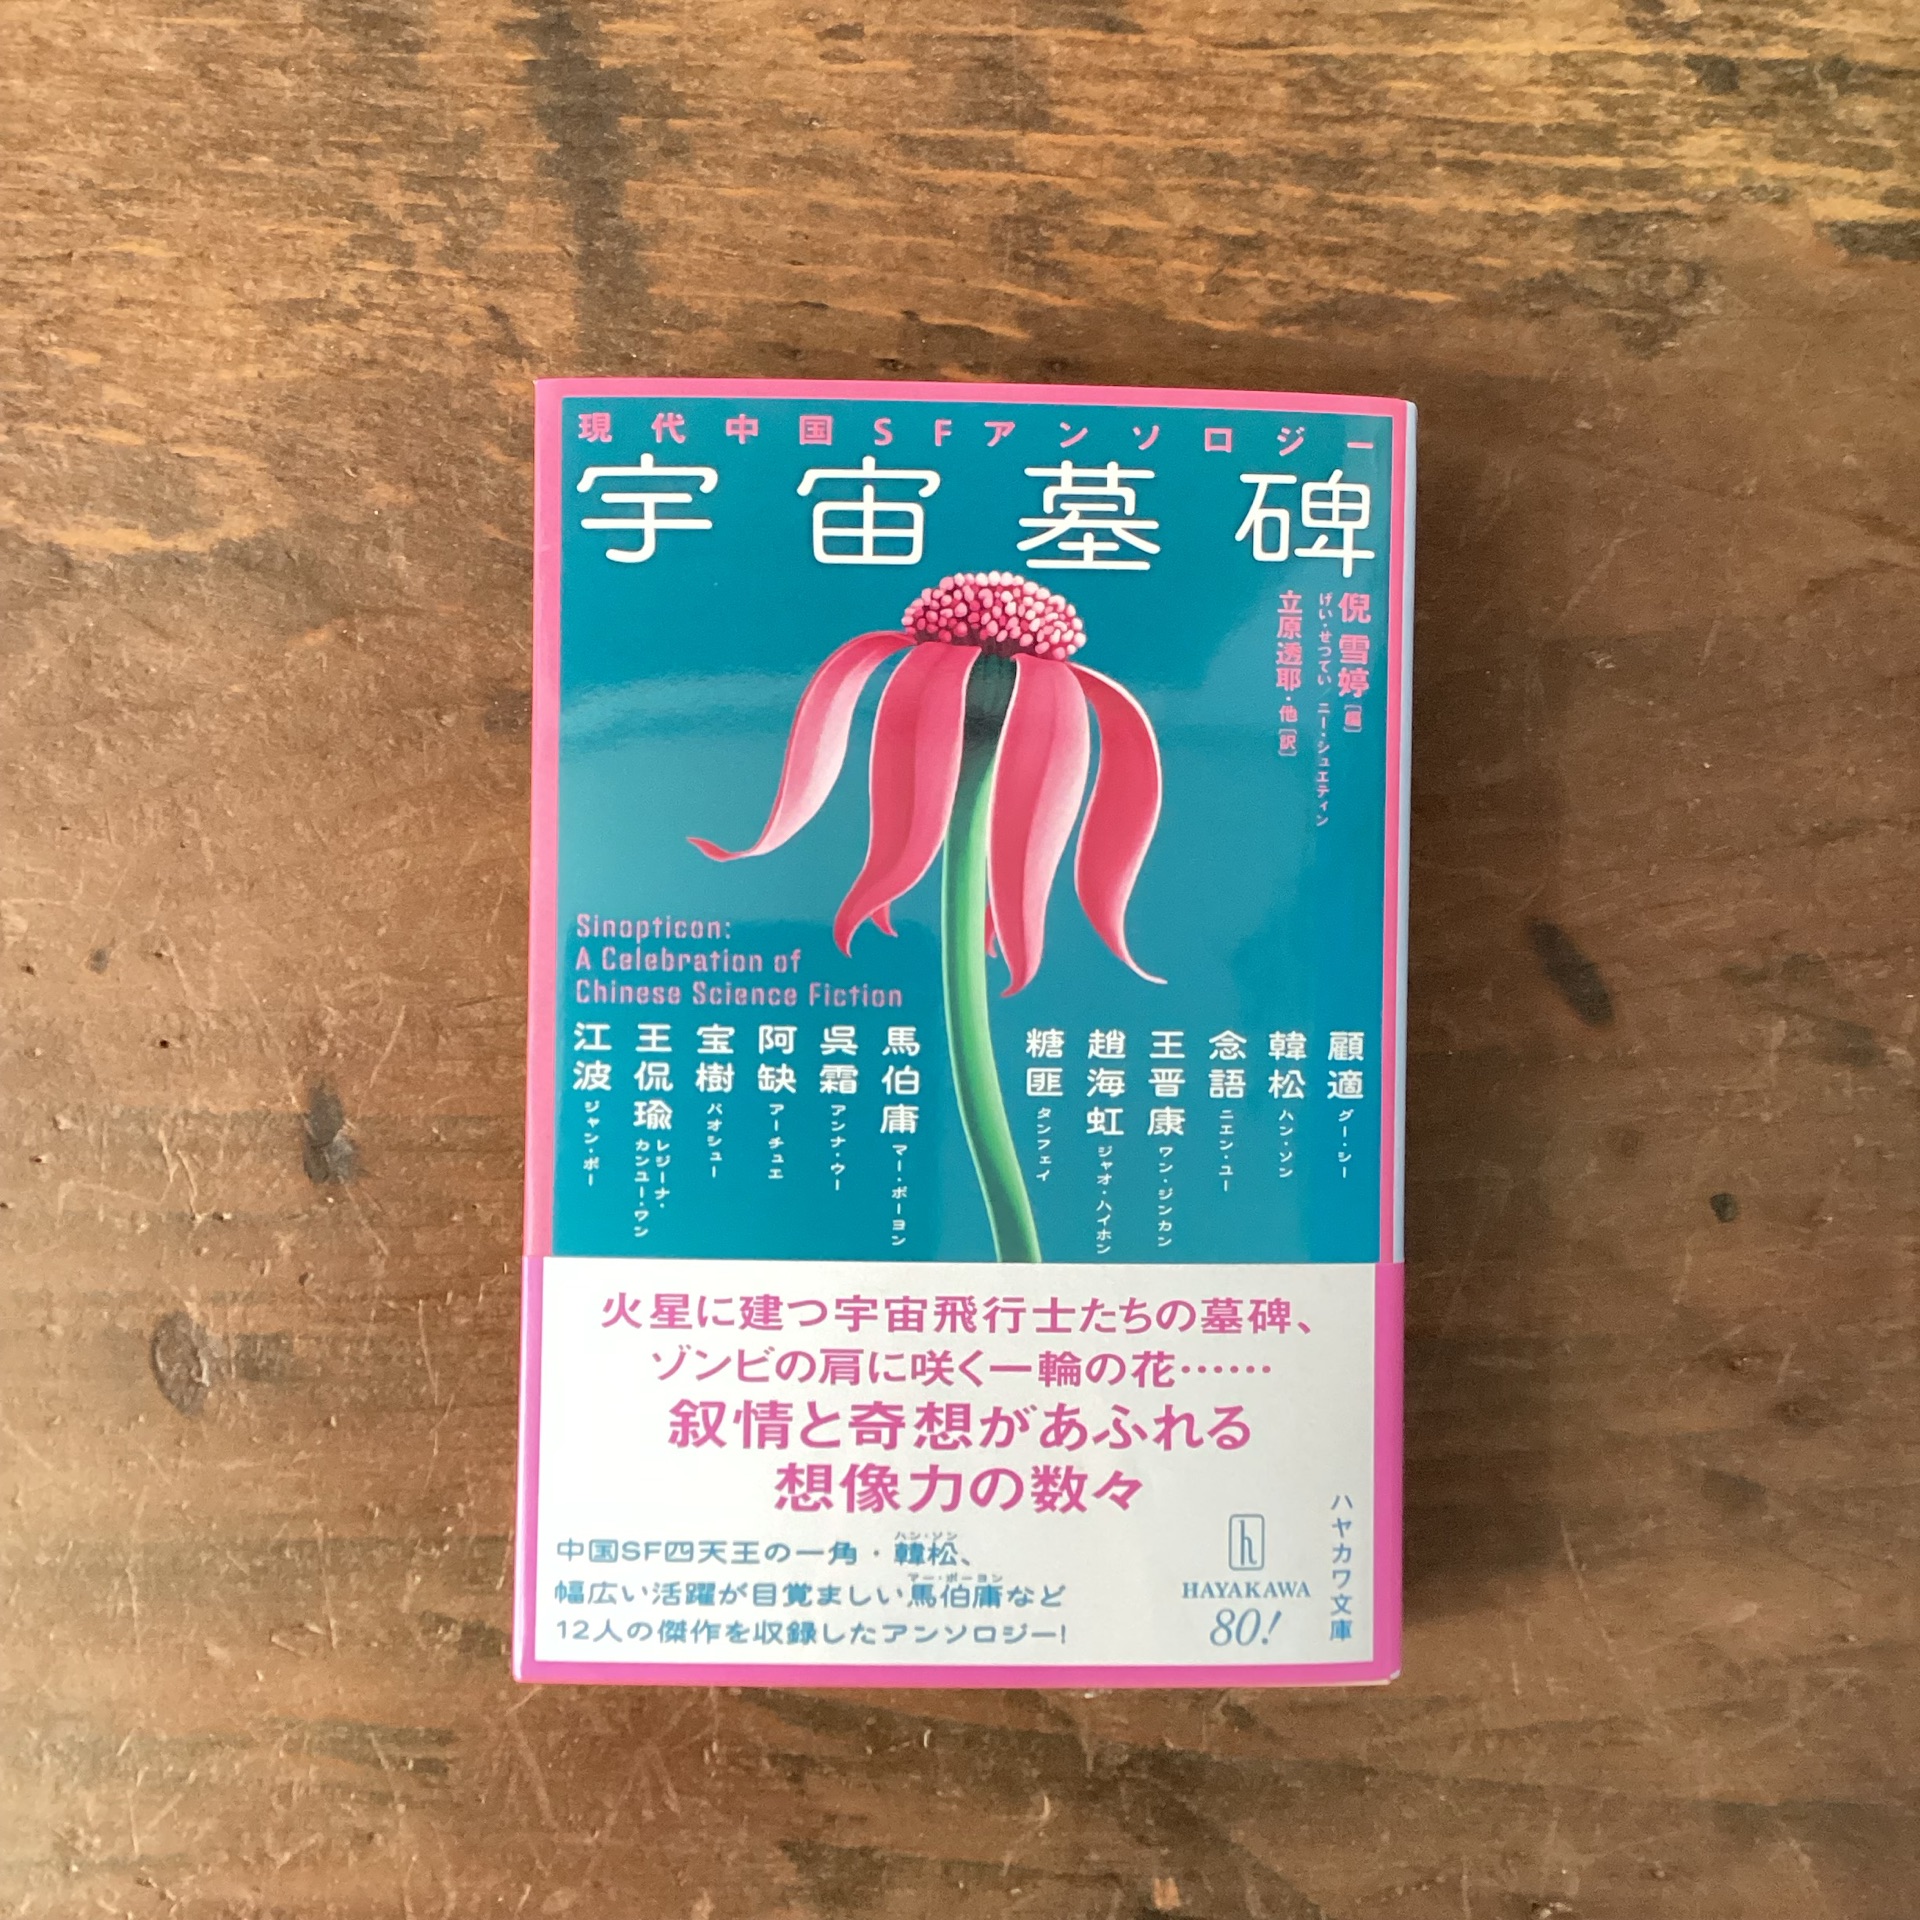 現代中国SFアンソロジー
宇宙墓碑
倪雪婷[編]
げい・せつてい/ニー・シュエティン
立原透耶・他[訳]
Sinopticon:
A Celebration of
Chinese Science Fiction
顧適 グー・シー
韓松 ハン・ソン
念語 ニエン・ユー
王晋康 ワン・ジンカン
趙海虹 ジャオ・ハイホン
糖匪 タンフェイ
馬伯庸 マー・ボーヨン
呉霜 アンナ・ウー
阿缺 アーチュエ
宝樹 バオシュー
王侃瑜 レジーナ・カンユー・ワン
江波 ジャン・ボー
火星に建つ宇宙飛行士たちの墓碑、
ゾンビの肩に咲く一輪の花……
叙情と奇想があふれる
想像力の数々
ハン・ソン
中国SF四天王の一角・韓松、
マー・ボーヨン
幅広い活躍が目覚ましい馬伯庸など
12人の傑作を収録したアンソロジー!
h
HAYAKAWA
80!
ハヤカワ文庫